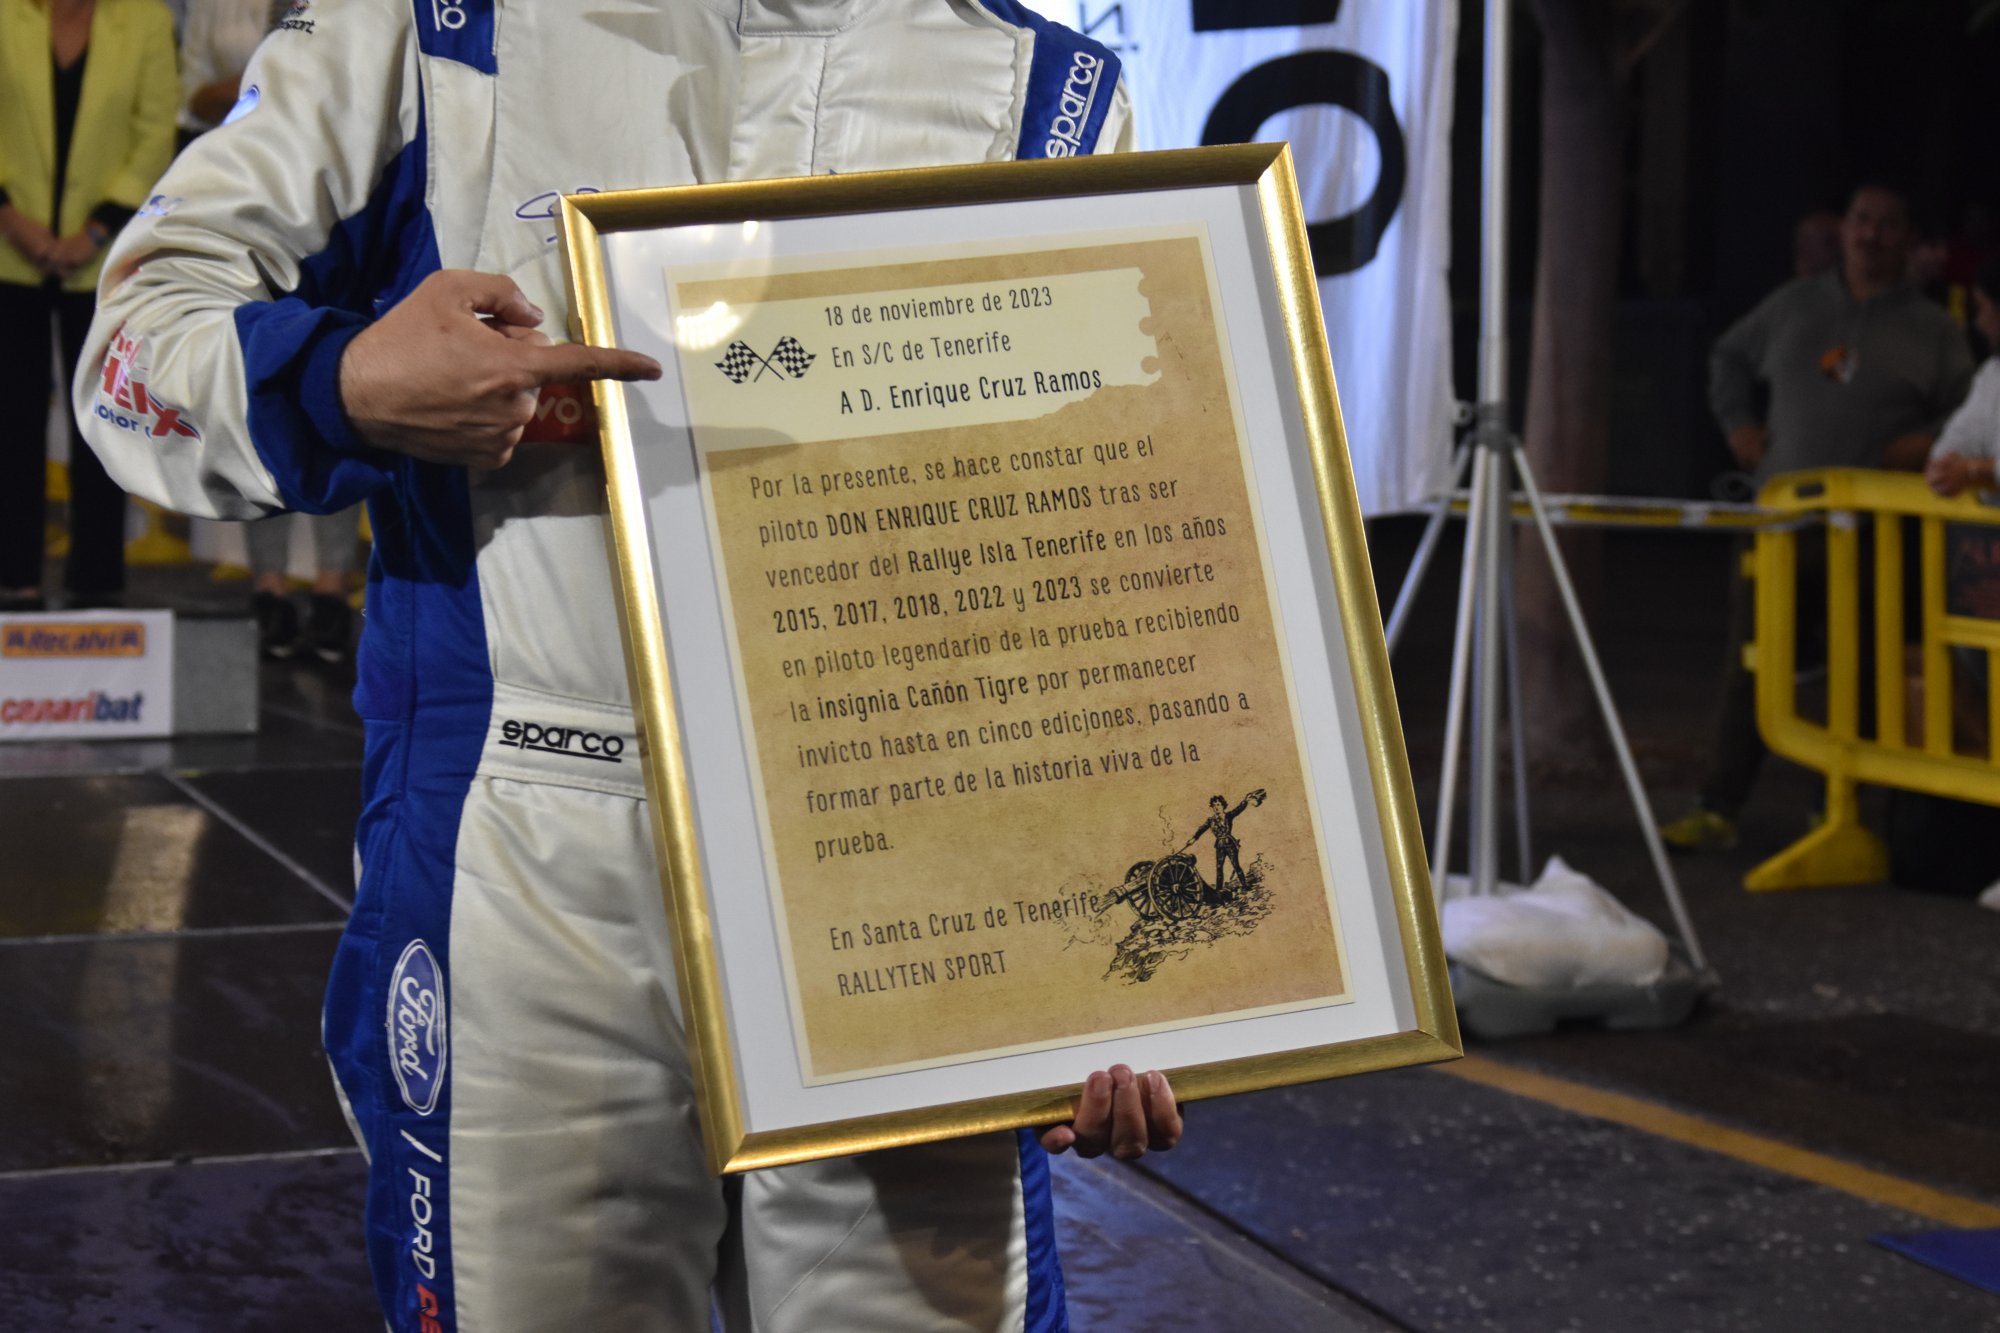 sparco
18 de noviembre de 2023
En S/C de Tenerife
A D. Enrique Cruz Ramos
Por la presente, se hace constar que el
piloto DON ENRIQUE CRUZ RAMOS tras ser
vencedor del Rallye Isla Tenerife en los años
2015, 2017, 2018, 2022 y 2023 se convierte
en piloto legendario de la prueba recibiendo
la insignia Cañón Tigre por permanecer
invicto hasta en cinco ediciones, pasando a
formar parte de la historia viva de la
prueba.
En Santa Cruz de Tenerife
RALLYTEN SPORT
sparco
Ford
/ FORD
ARecalvi
canaribat